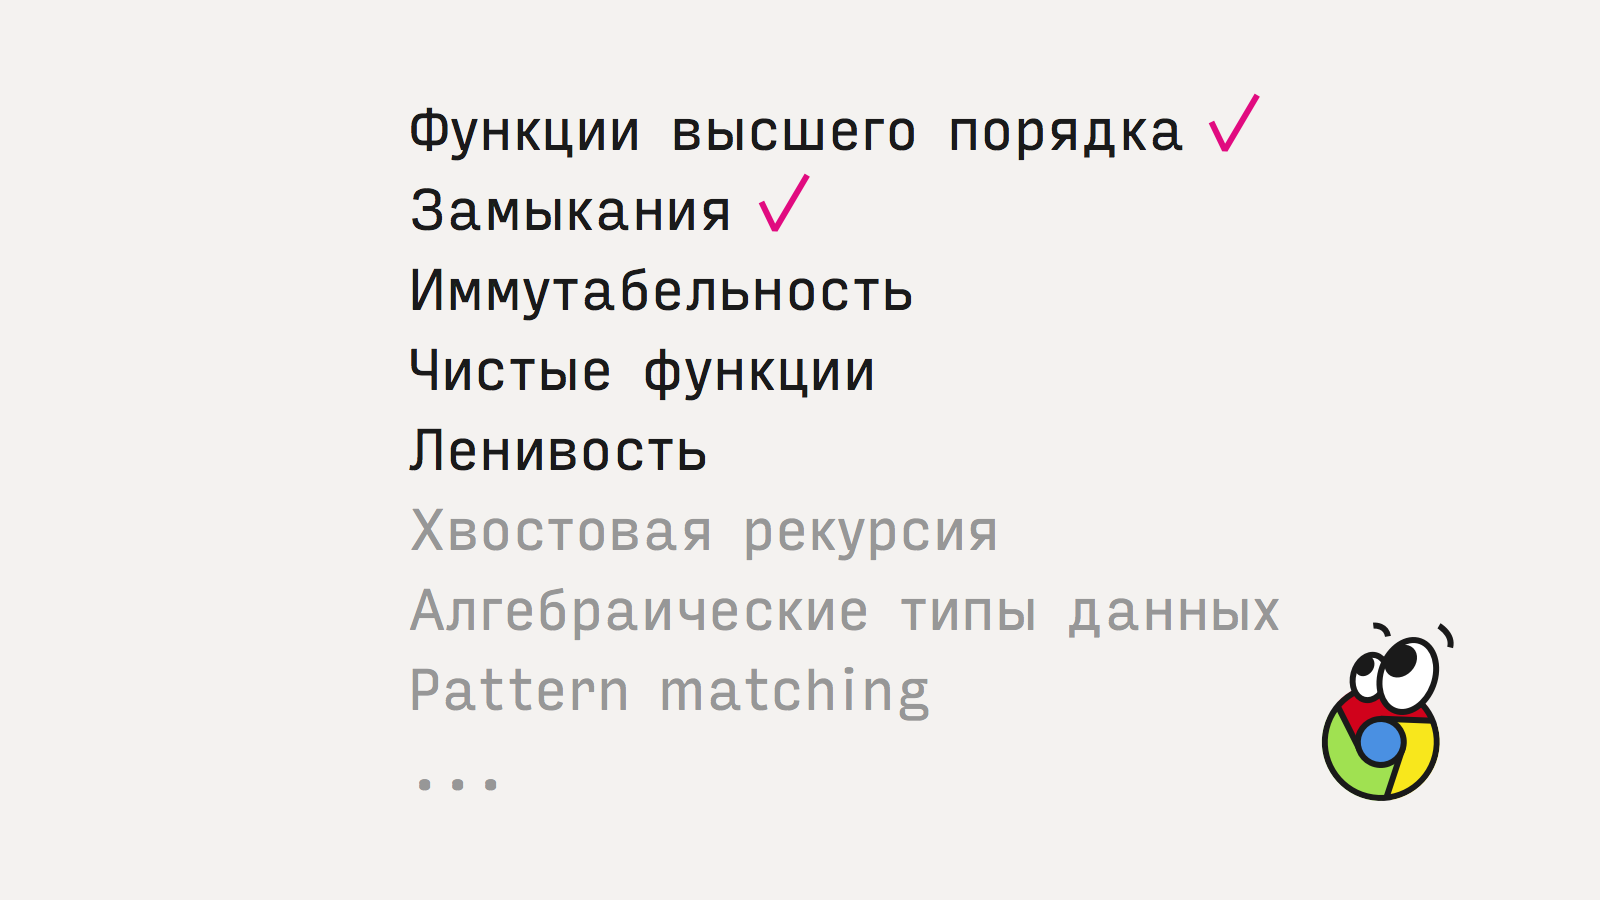 Функции высшего порядка ✓
Замыкания ✓
Иммутабельность
Чистые функции
Ленивость
Хвостовая рекурсия
Алгебраические типы данных
Pattern matching
...